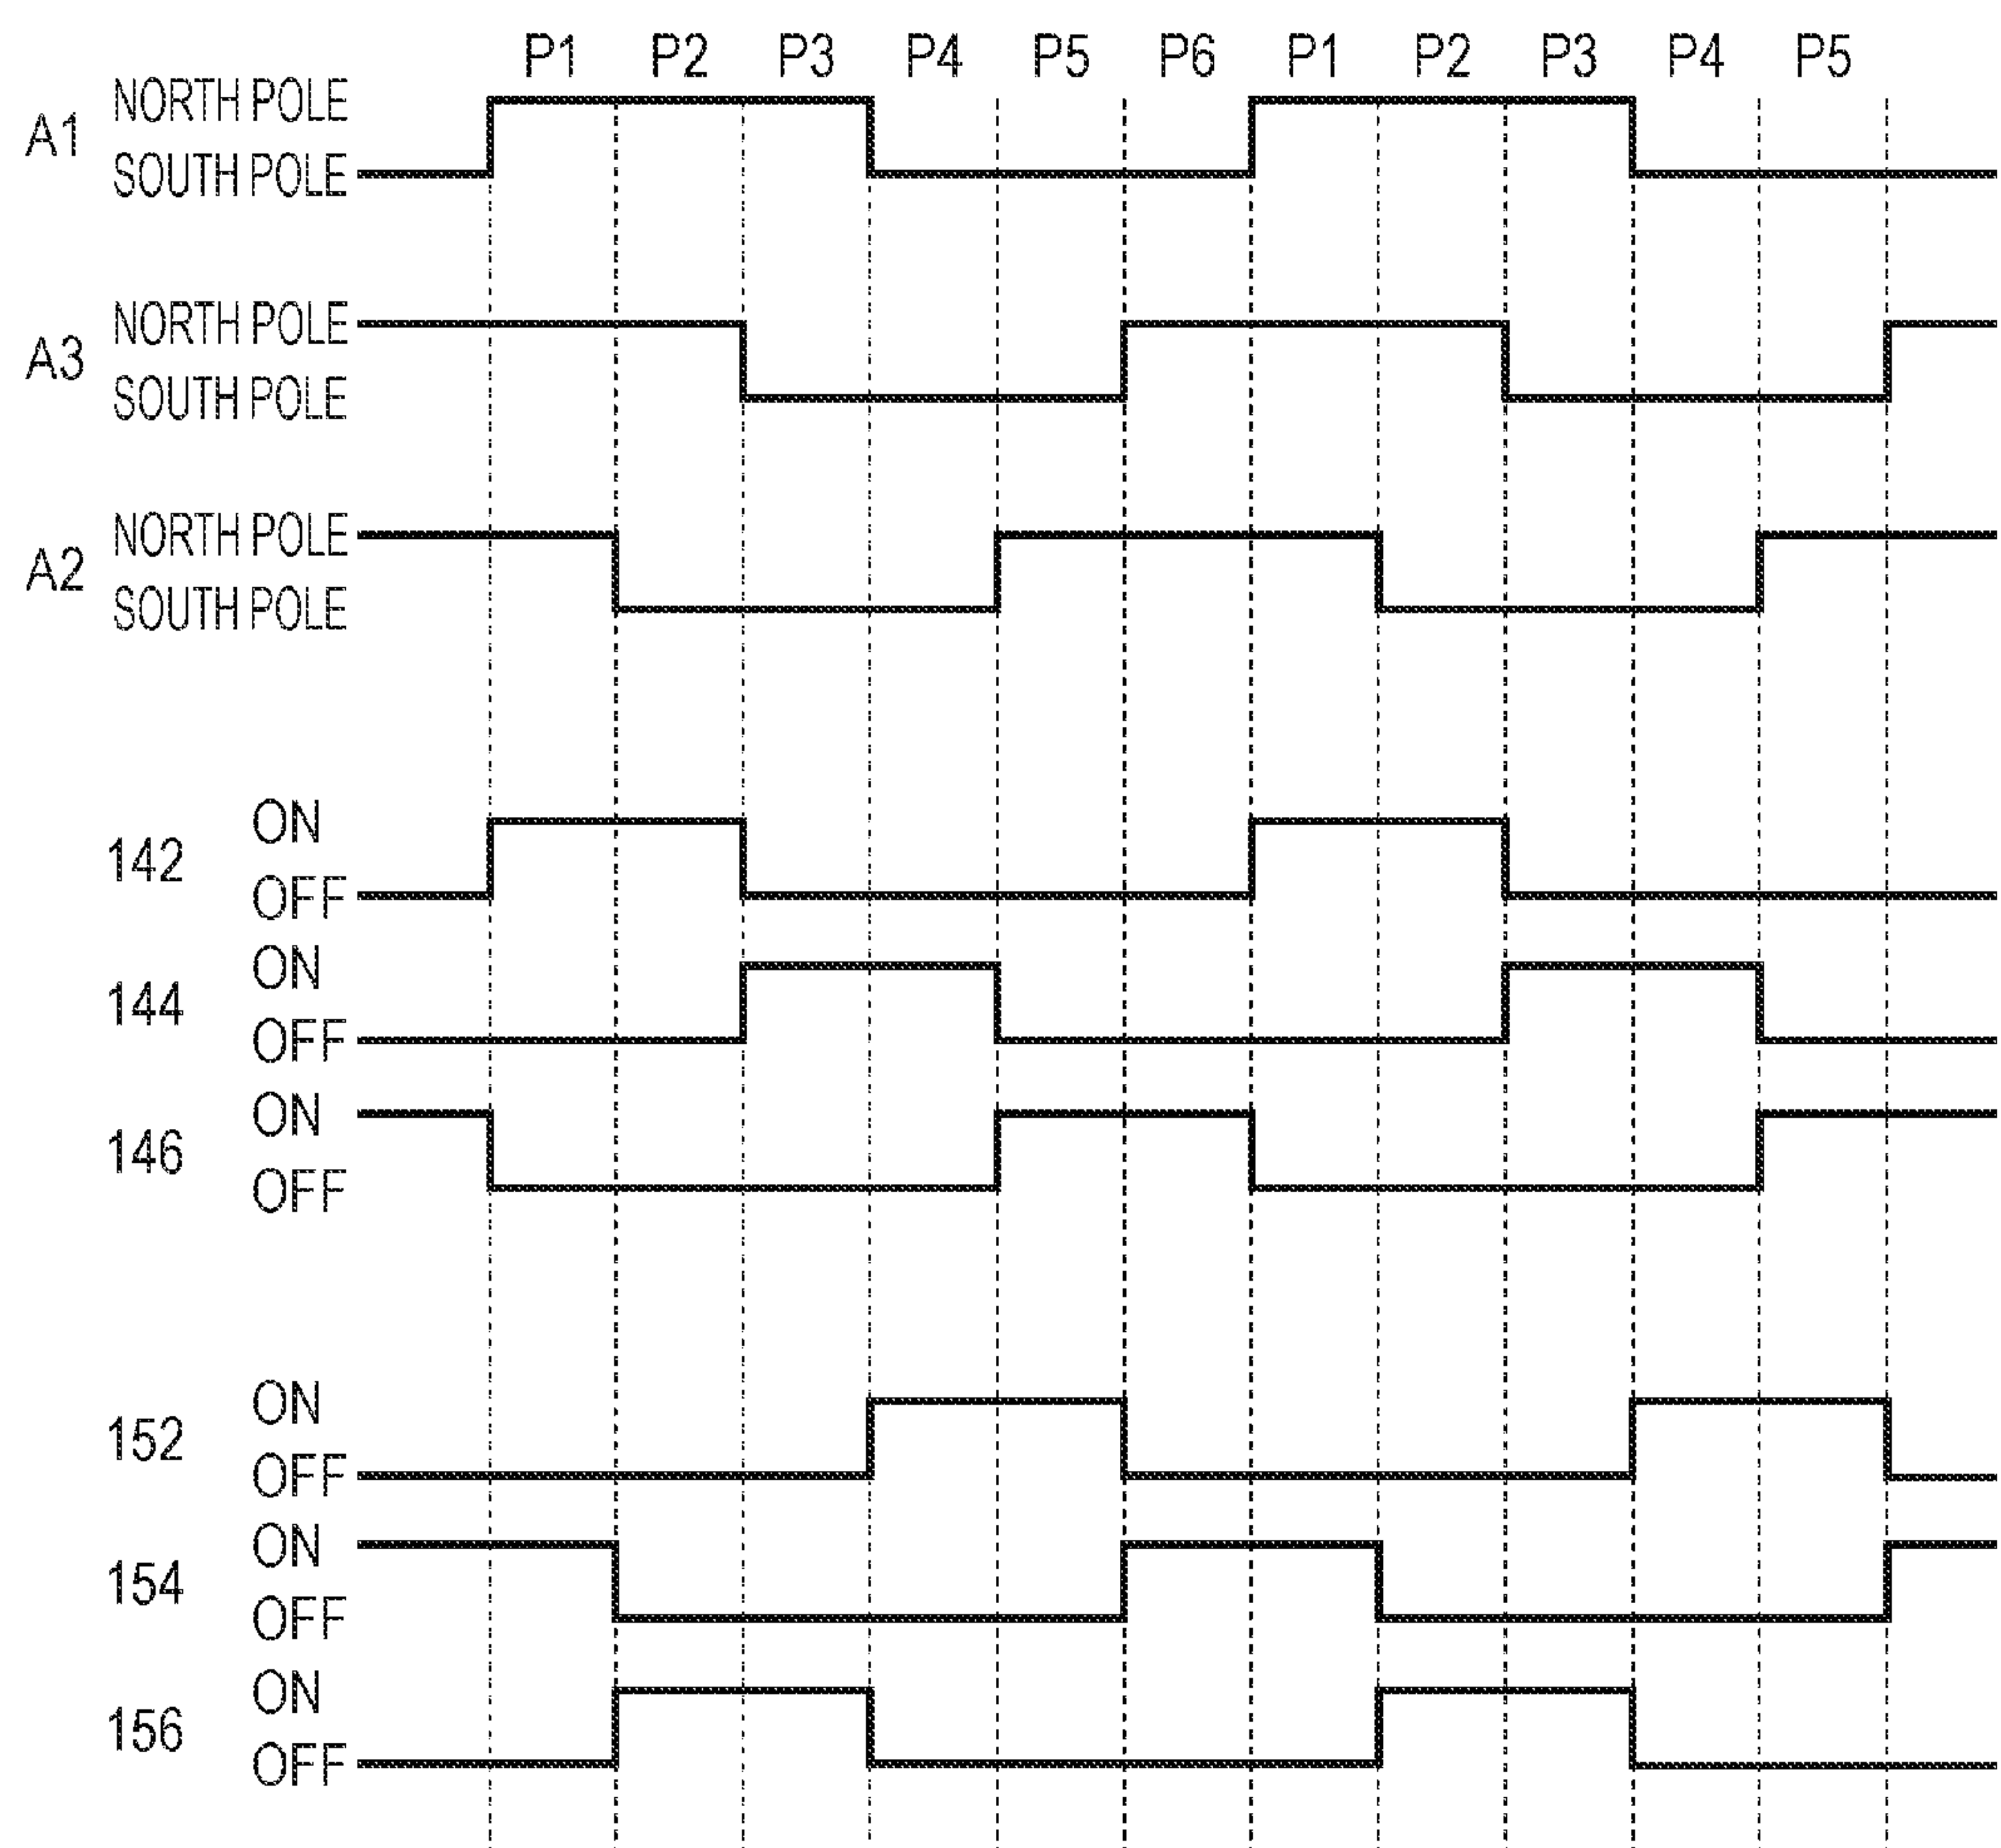 P1 P2 P3 P4 P5 P6 P1 P2 P3 P4 P5
A1
NORTH POLE
SOUTH POLE
A3
NORTH POLE
SOUTH POLE
A2
NORTH POLE
SOUTH POLE
142
ON
OFF
144
ON
OFF
146
ON
OFF
152
ON
OFF
154
ON
OFF
156
ON
OFF